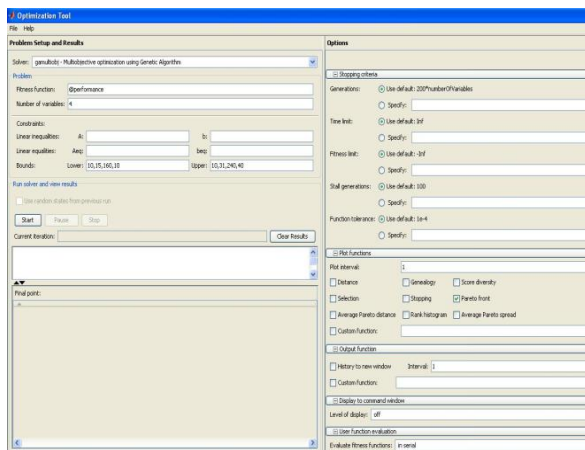 Optimization Tool
File Help
Problem Setup and Results
Solver: gamultiobj - Multiobjective optimization using Genetic Algorithm
Problem
Fitness function: @performance
Number of variables: 4
Constraints:
Linear inequalities: A: b:
Linear equalities: Aeq: beq:
Bounds: Lower: 10,15,160,10 Upper: 10,31,240,40
Run solver and view results
Use random states from previous run
Start Pause Stop
Current iteration: Clear Results
Final point:
Options
Stopping criteria
Generations: Use default: 200*numberOfVariables
Specify:
Time limit: Use default: Inf
Specify:
Fitness limit: Use default: -Inf
Specify:
Stall generations: Use default: 100
Specify:
Function tolerance: Use default: 1e-4
Specify:
Plot functions
Plot interval: 1
Distance Genealogy Score diversity
Selection Stopping Pareto front
Average Pareto distance Rank histogram Average Pareto spread
Custom function:
Output function
History to new window Interval: 1
Custom function:
Display to command window
Level of display: off
User function evaluation
Evaluate fitness functions: in serial